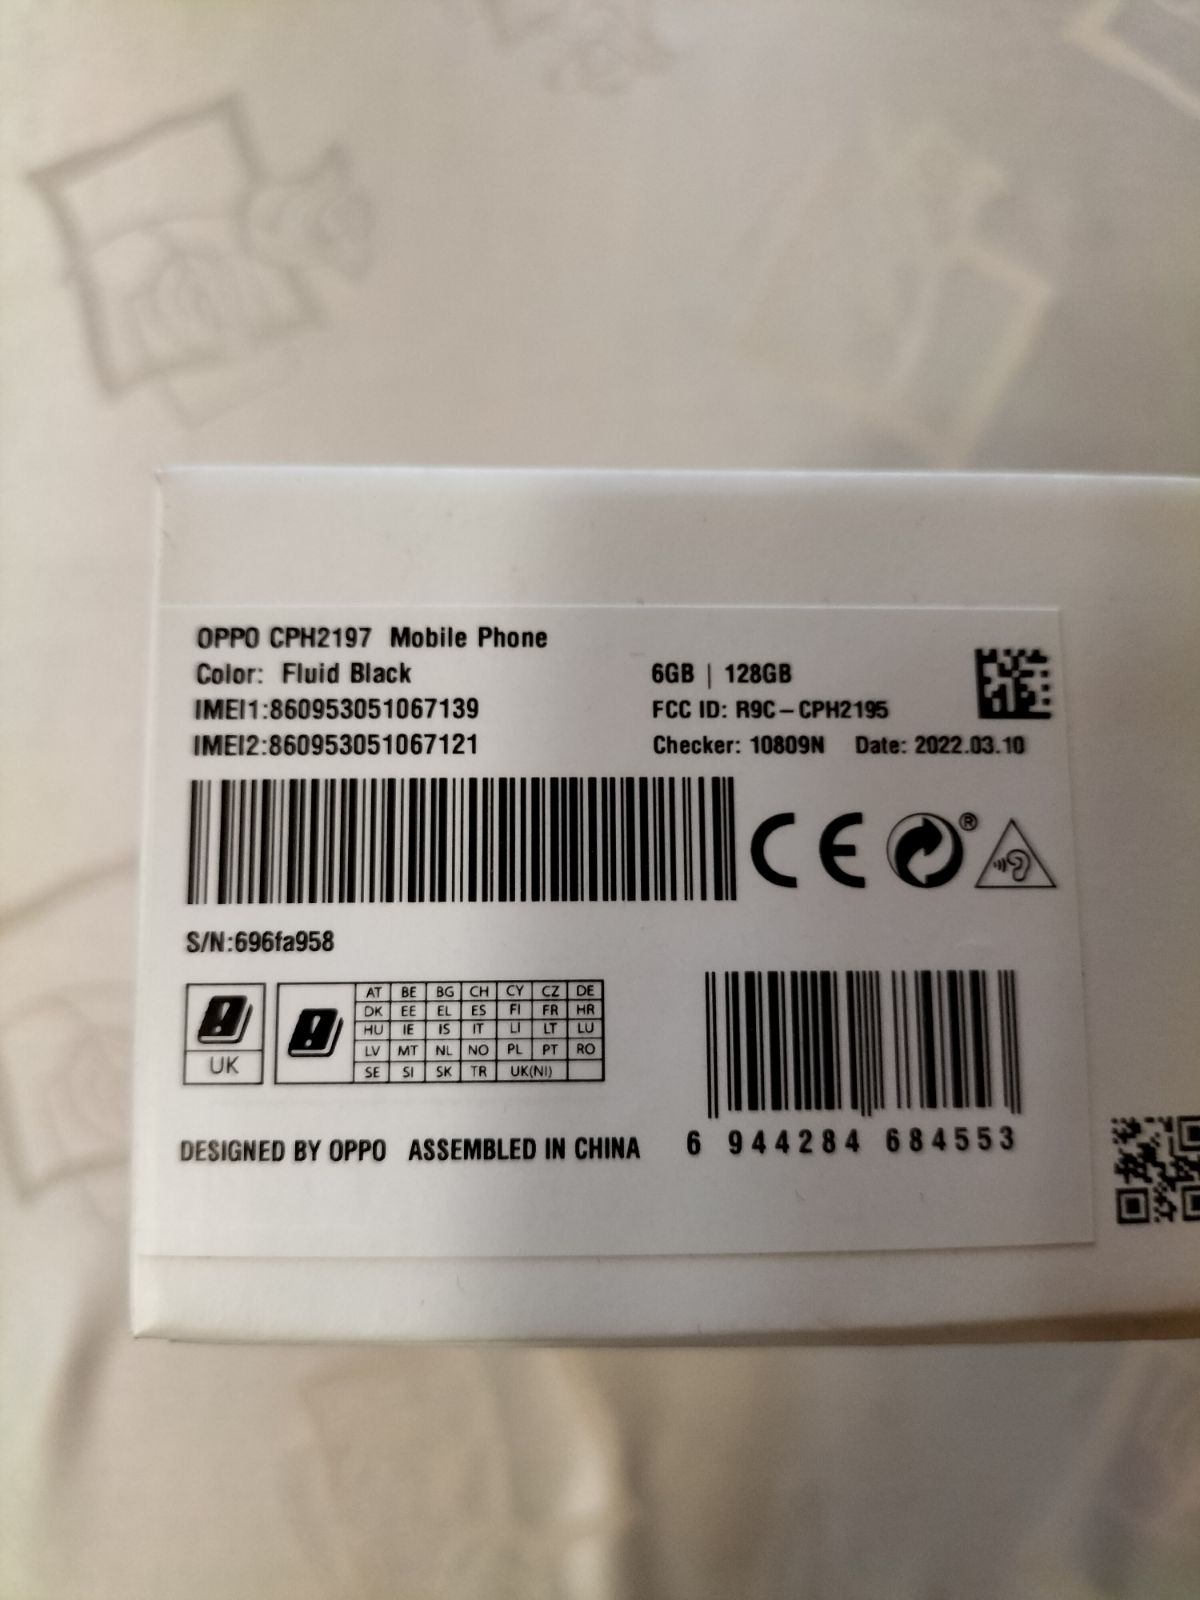 OPPO CPH2197 Mobile Phone
Color: Fluid Black
6GB | 128GB
IMEI1:860953051067139
FCC ID: R9C-CPH2195
IMEI2:860953051067121
Checker: 10809N Date: 2022.03.10
CE
®
S/N:696fa958
AT BE BG CH CY CZ DE
DK EE EL ES FI FR HR
HU IE IS IT LI LT LU
LV MT NL NO PL PT RO
SE SI SK TR UK(NI)
UK
DESIGNED BY OPPO ASSEMBLED IN CHINA
6 944284 684553